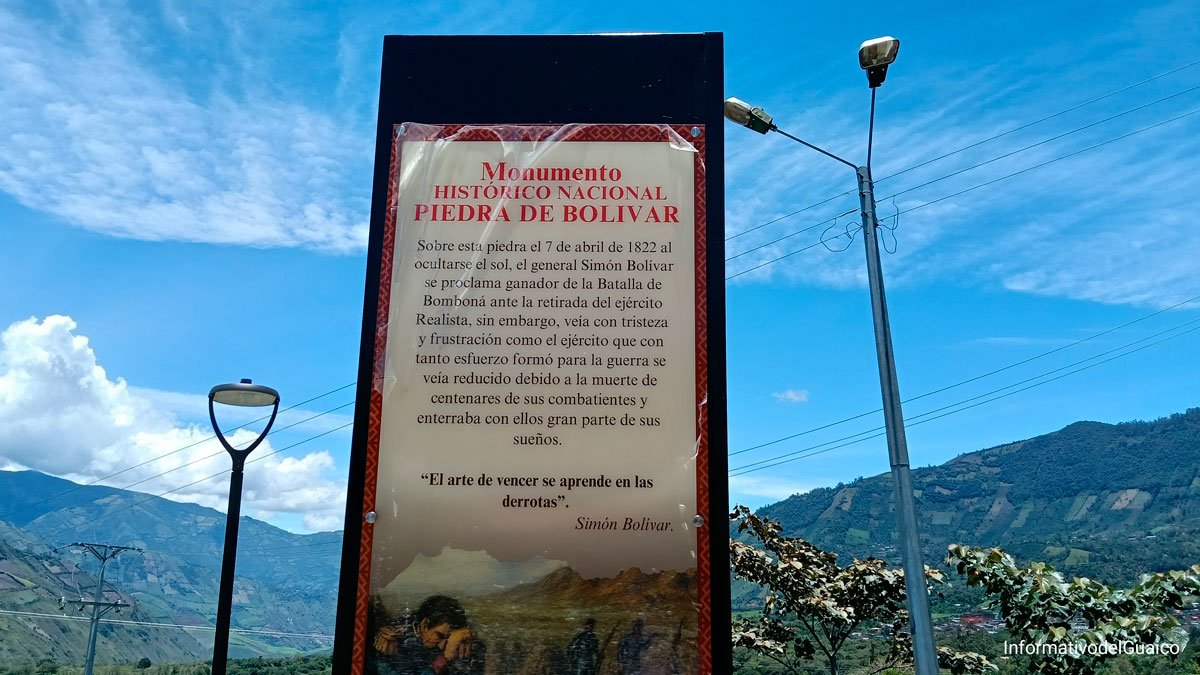 Monumento
HISTÓRICO NACIONAL
PIEDRA DE BOLIVAR
Sobre esta piedra el 7 de abril de 1822 al
ocultarse el sol, el general Simón Bolívar
se proclama ganador de la Batalla de
Bomboná ante la retirada del ejército
Realista, sin embargo, veía con tristeza
y frustración como el ejército que con
tanto esfuerzo formó para la guerra se
veía reducido debido a la muerte de
centenares de sus combatientes y
enterraba con ellos gran parte de sus
sueños.
“El arte de vencer se aprende en las
derrotas”.
Simón Bolívar.
InformativodelGuaico